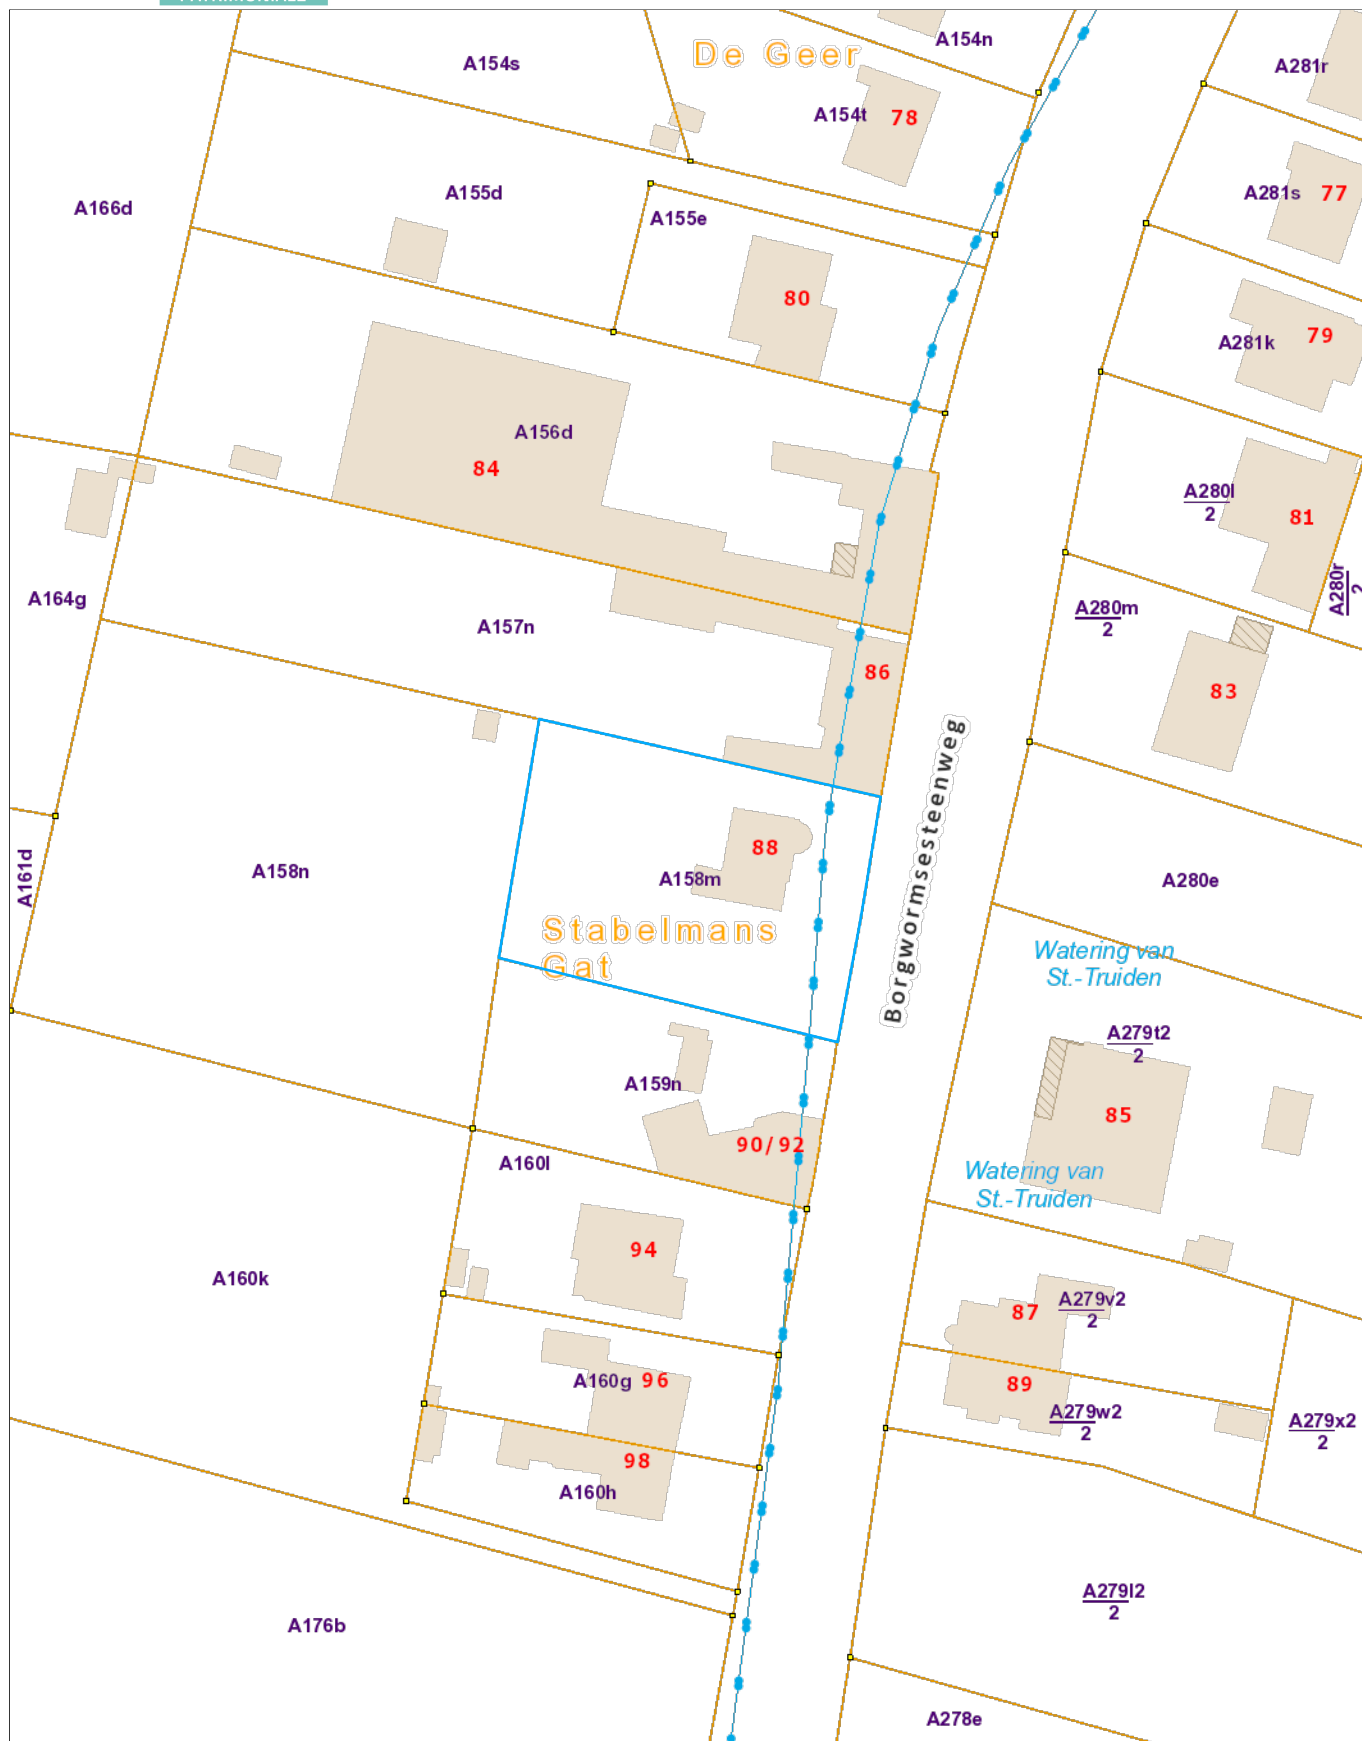 De Geer
A154n
A154s
A281r
A154t
78
A155d
A281s
77
A166d
A155e
80
79
A281k
A156d
84
A280l
2
81
A280r
2
A164g
A280m
2
A157n
86
83
Borgwormsesteenweg
88
A158n
A161d
A158m
A280e
Stabelmans
Gat
Watering van
St.-Truiden
A279t2
2
A159n
85
90/92
A160l
Watering van
St.-Truiden
94
A160k
A279v2
2
87
A160g
96
89
A279w2
2
A279x2
2
98
A160h
A279l2
2
A176b
A278e